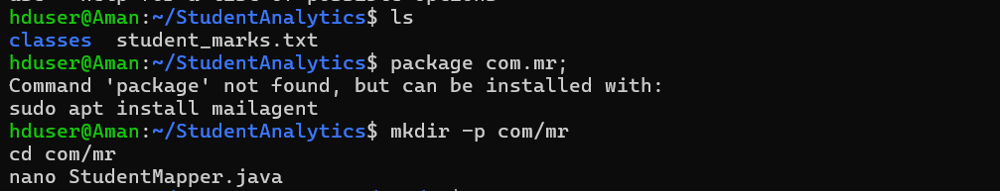 hduser@Aman:~/StudentAnalytics$ ls
classes  student_marks.txt
hduser@Aman:~/StudentAnalytics$ package com.mr;
Command 'package' not found, but can be installed with:
sudo apt install mailagent
hduser@Aman:~/StudentAnalytics$ mkdir -p com/mr
cd com/mr
nano StudentMapper.java